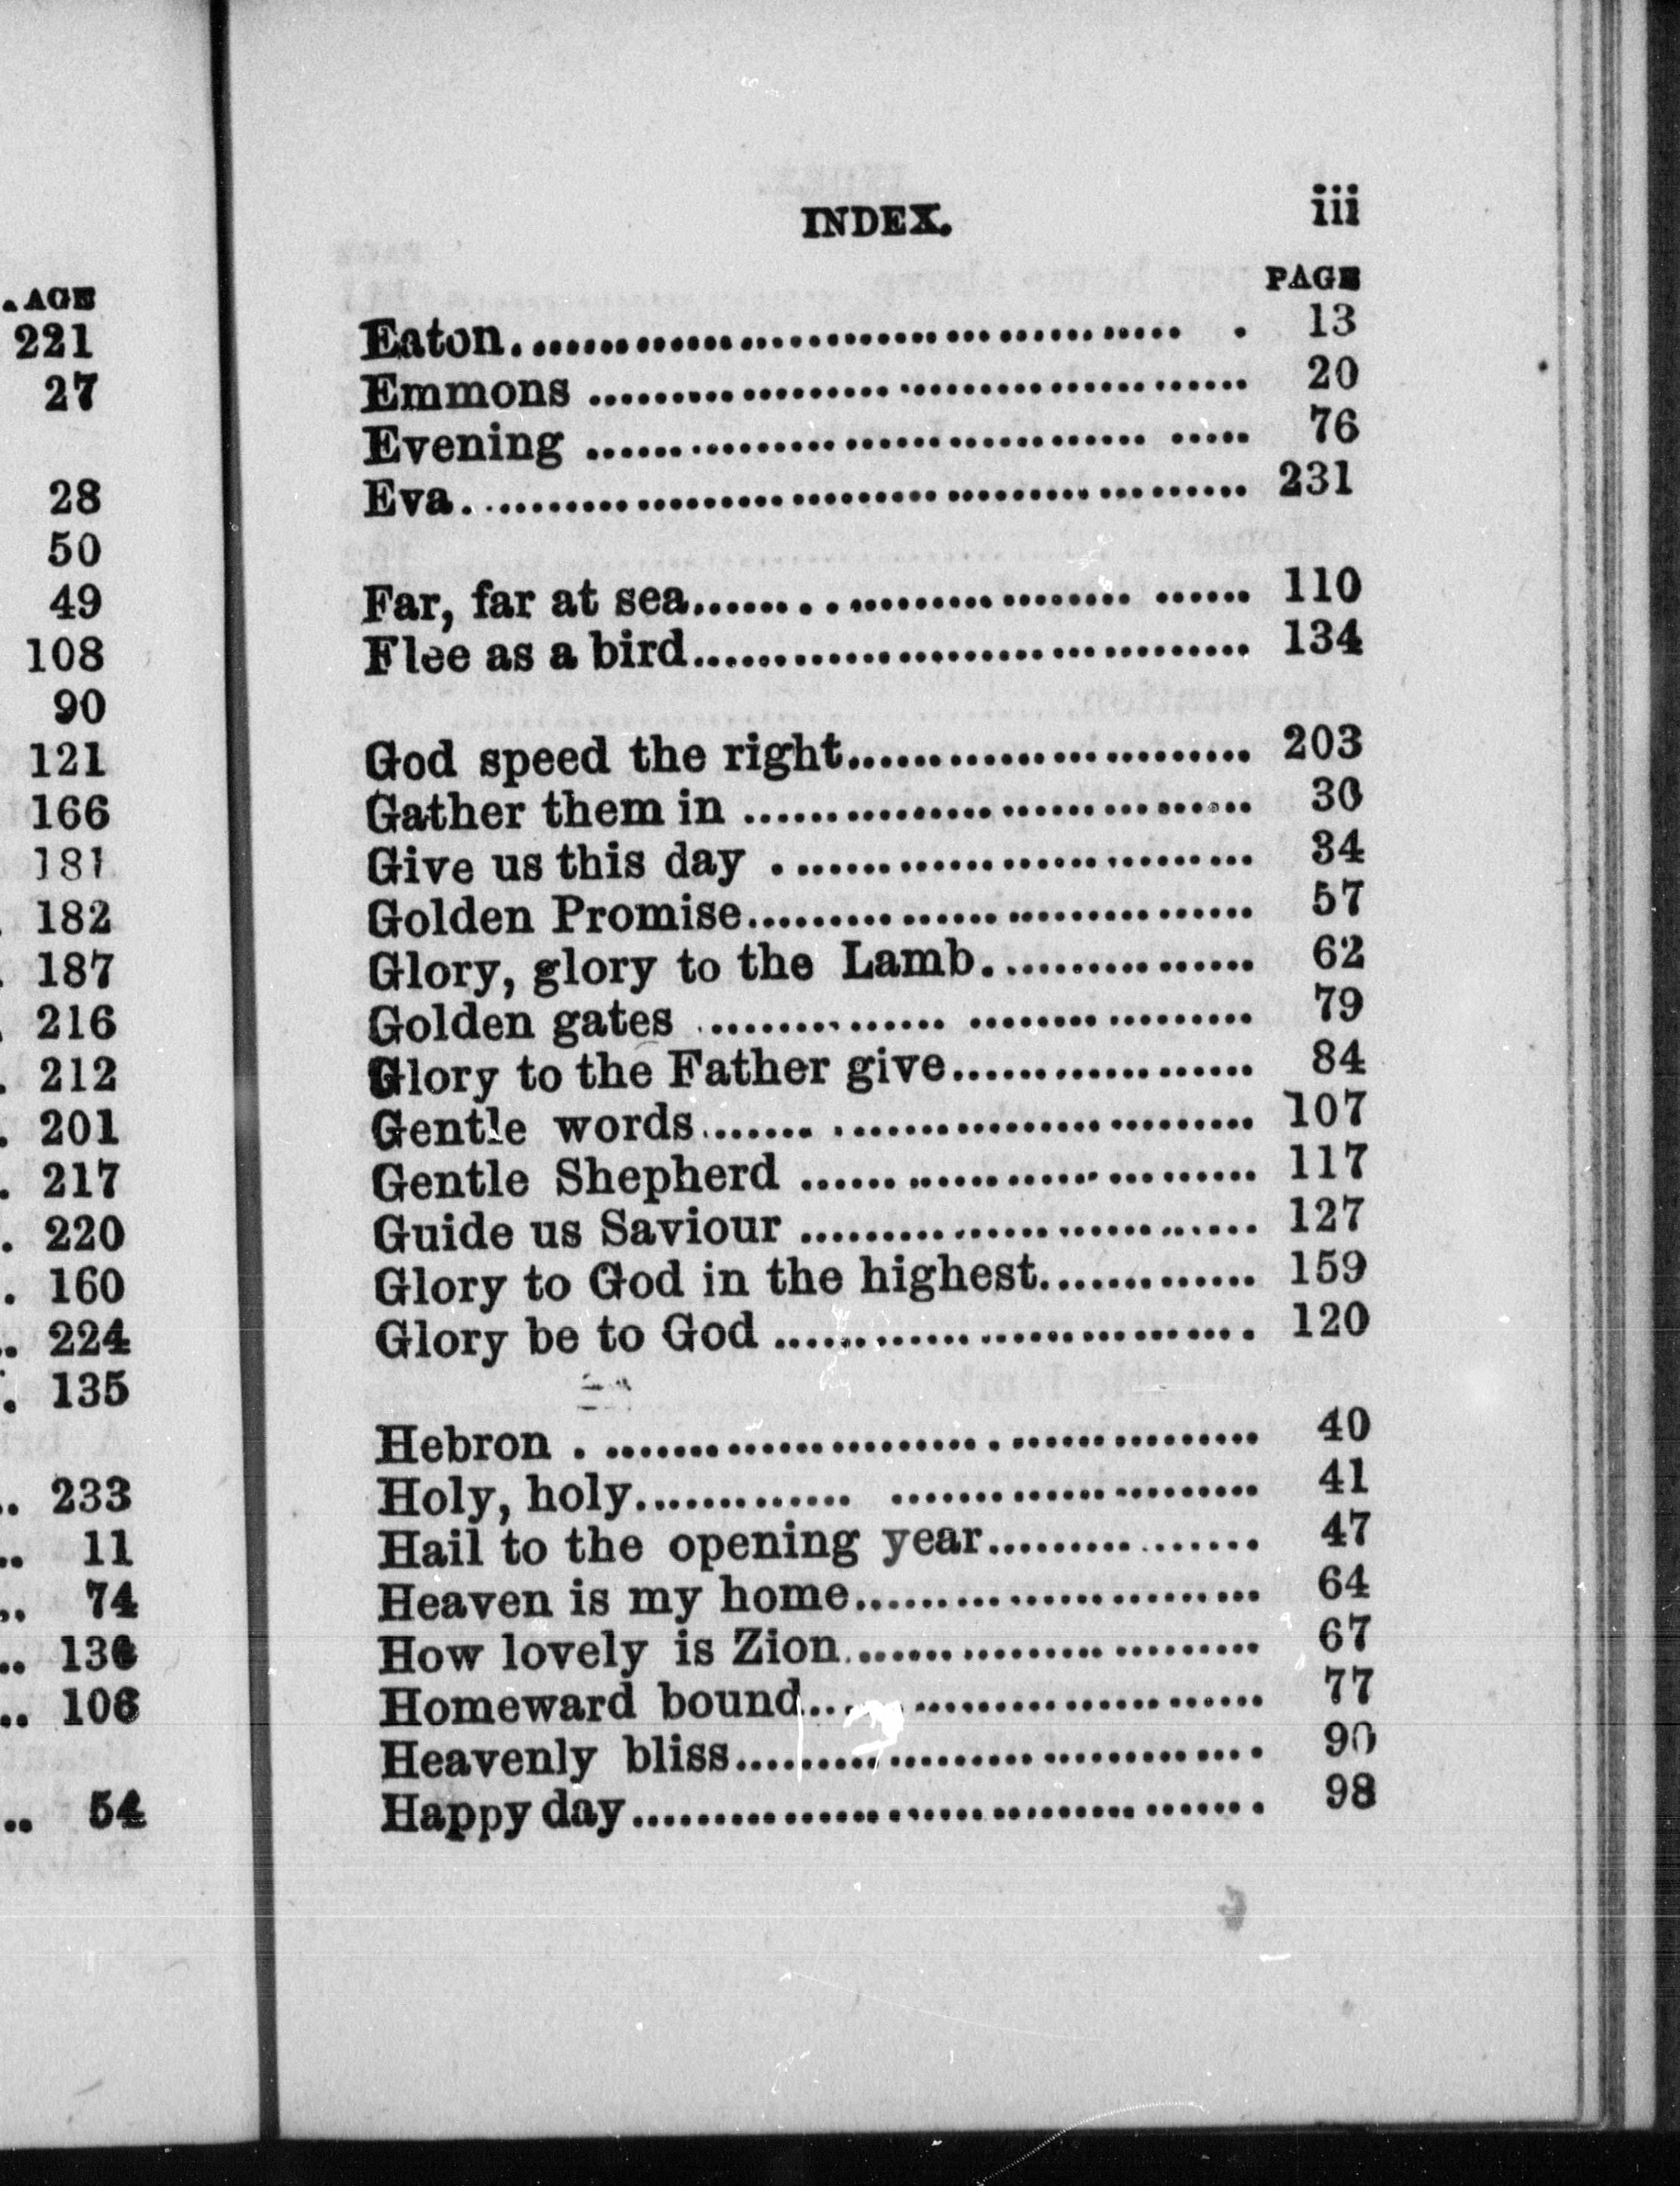 AGE
221
27
28
50
49
108
90
121
166
181
. 182
. 187
. 216
. 212
. 201
. 217
. 220
. 160
.. 224
. 135
.. 233
.. 11
.. 74
.. 106
.. 54
INDEX. iii
PAGE
Eaton........................................ . 13
Emmons ........................................ 20
Evening ........................................ 76
Eva........................................ 231
Far, far at sea........................................ 110
Flee as a bird........................................ 134
God speed the right.............................. 203
Gather them in .............................. 30
Give us this day .............................. 34
Golden Promise.............................. 57
Glory, glory to the Lamb.................... 62
Golden gates .............................. 79
Glory to the Father give.................... 84
Gentle words.............................. 107
Gentle Shepherd .............................. 117
Guide us Saviour .............................. 127
Glory to God in the highest............. 159
Glory be to God .............................. 120
Hebron ........................................ 40
Holy, holy.............................. 41
Hail to the opening year................ 47
Heaven is my home.......................... 64
How lovely is Zion.......................... 67
Homeward bound.......................... 77
Heavenly bliss.............................. 90
Happy day.............................. 98